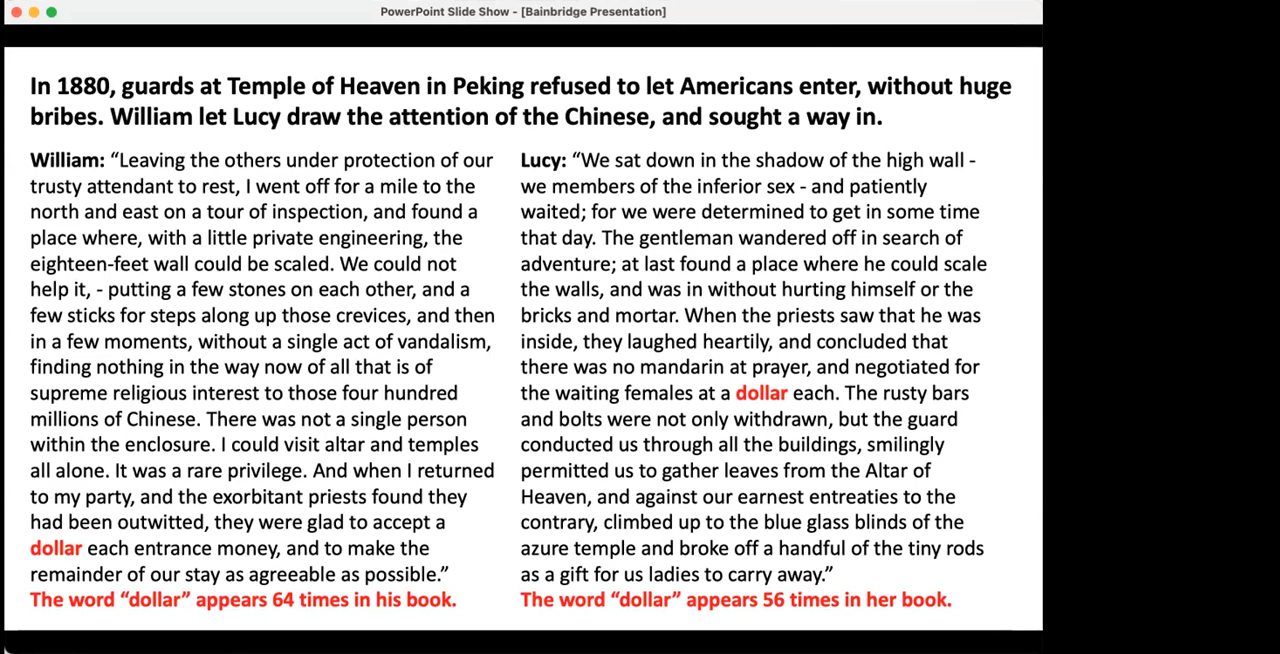 PowerPoint Slide Show - [Bainbridge Presentation]
In 1880, guards at Temple of Heaven in Peking refused to let Americans enter, without huge
bribes. William let Lucy draw the attention of the Chinese, and sought a way in.
William: “Leaving the others under protection of our
trusty attendant to rest, I went off for a mile to the
north and east on a tour of inspection, and found a
place where, with a little private engineering, the
eighteen-feet wall could be scaled. We could not
help it, - putting a few stones on each other, and a
few sticks for steps along up those crevices, and then
in a few moments, without a single act of vandalism,
finding nothing in the way now of all that is of
supreme religious interest to those four hundred
millions of Chinese. There was not a single person
within the enclosure. I could visit altar and temples
all alone. It was a rare privilege. And when I returned
to my party, and the exorbitant priests found they
had been outwitted, they were glad to accept a
dollar each entrance money, and to make the
remainder of our stay as agreeable as possible.”
The word “dollar” appears 64 times in his book.
Lucy: “We sat down in the shadow of the high wall -
we members of the inferior sex - and patiently
waited; for we were determined to get in some time
that day. The gentleman wandered off in search of
adventure; at last found a place where he could scale
the walls, and was in without hurting himself or the
bricks and mortar. When the priests saw that he was
inside, they laughed heartily, and concluded that
there was no mandarin at prayer, and negotiated for
the waiting females at a dollar each. The rusty bars
and bolts were not only withdrawn, but the guard
conducted us through all the buildings, smilingly
permitted us to gather leaves from the Altar of
Heaven, and against our earnest entreaties to the
contrary, climbed up to the blue glass blinds of the
azure temple and broke off a handful of the tiny rods
as a gift for us ladies to carry away.”
The word “dollar” appears 56 times in her book.